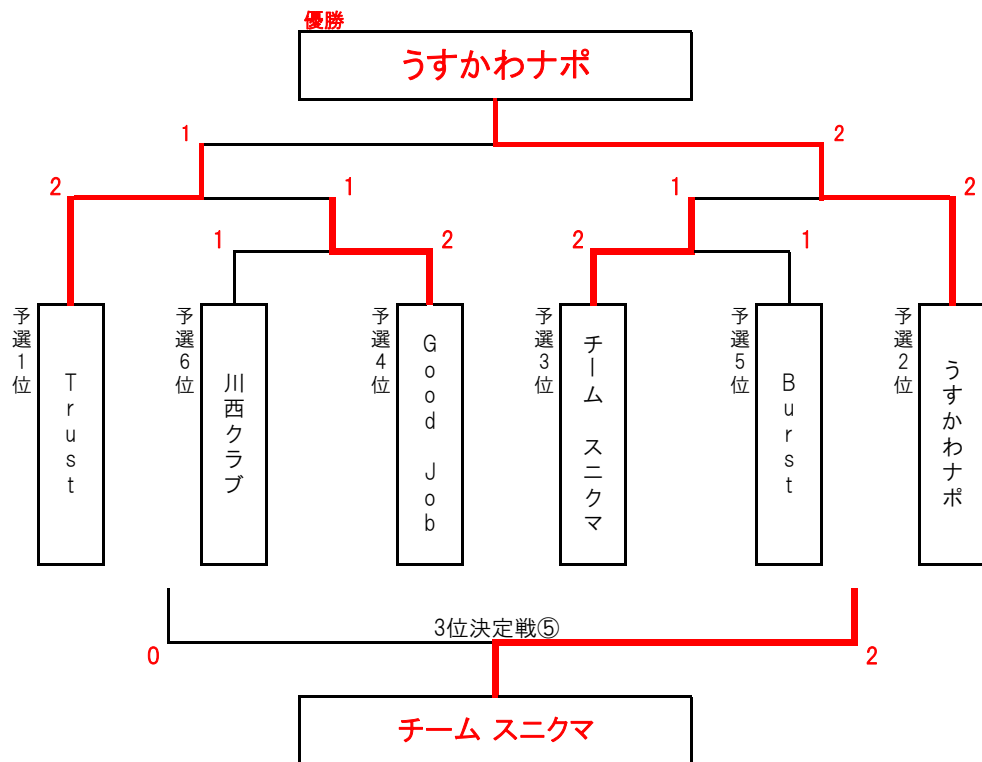 優勝
うすかわナポ
1
2
2
1
1
2
1
2
2
1
予選1位
Trust
予選6位
川西クラブ
予選4位
Good Job
予選3位
チーム スニクマ
予選5位
Burst
予選2位
うすかわナポ
3位決定戦⑤
0
2
チーム スニクマ